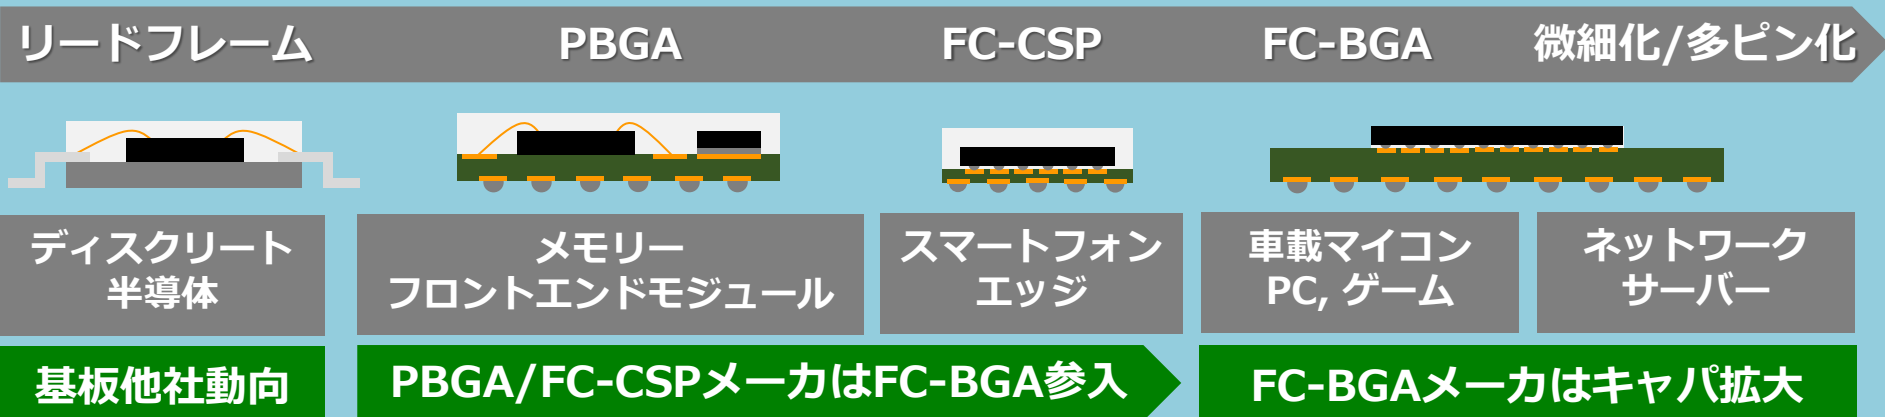 リードフレーム
PBGA
FC-CSP
FC-BGA
微細化/多ピン化
ディスクリート
半導体
メモリー
フロントエンドモジュール
スマートフォン
エッジ
車載マイコン
PC, ゲーム
ネットワーク
サーバー
基板他社動向
PBGA/FC-CSPメーカはFC-BGA参入
FC-BGAメーカはキャパ拡大